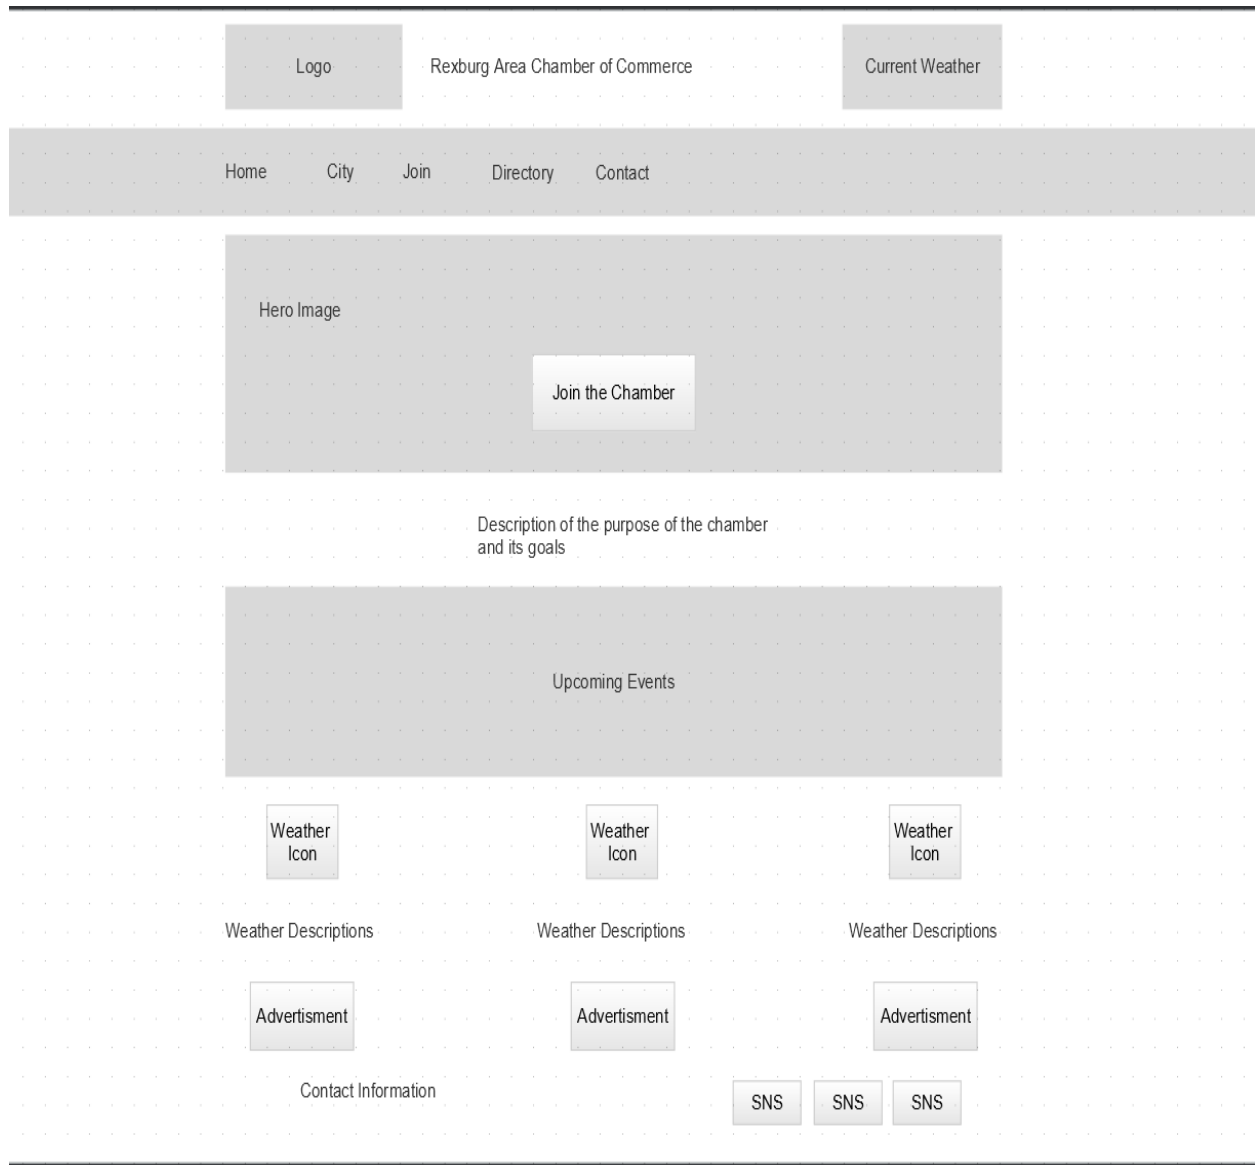 Logo
Rexburg Area Chamber of Commerce
Current Weather
Home
City
Join
Directory
Contact
Hero Image
Join the Chamber
Description of the purpose of the chamber
and its goals
Upcoming Events
Weather
Icon
Weather
Icon
Weather
Icon
Weather Descriptions
Weather Descriptions
Weather Descriptions
Advertisment
Advertisment
Advertisment
Contact Information
SNS
SNS
SNS